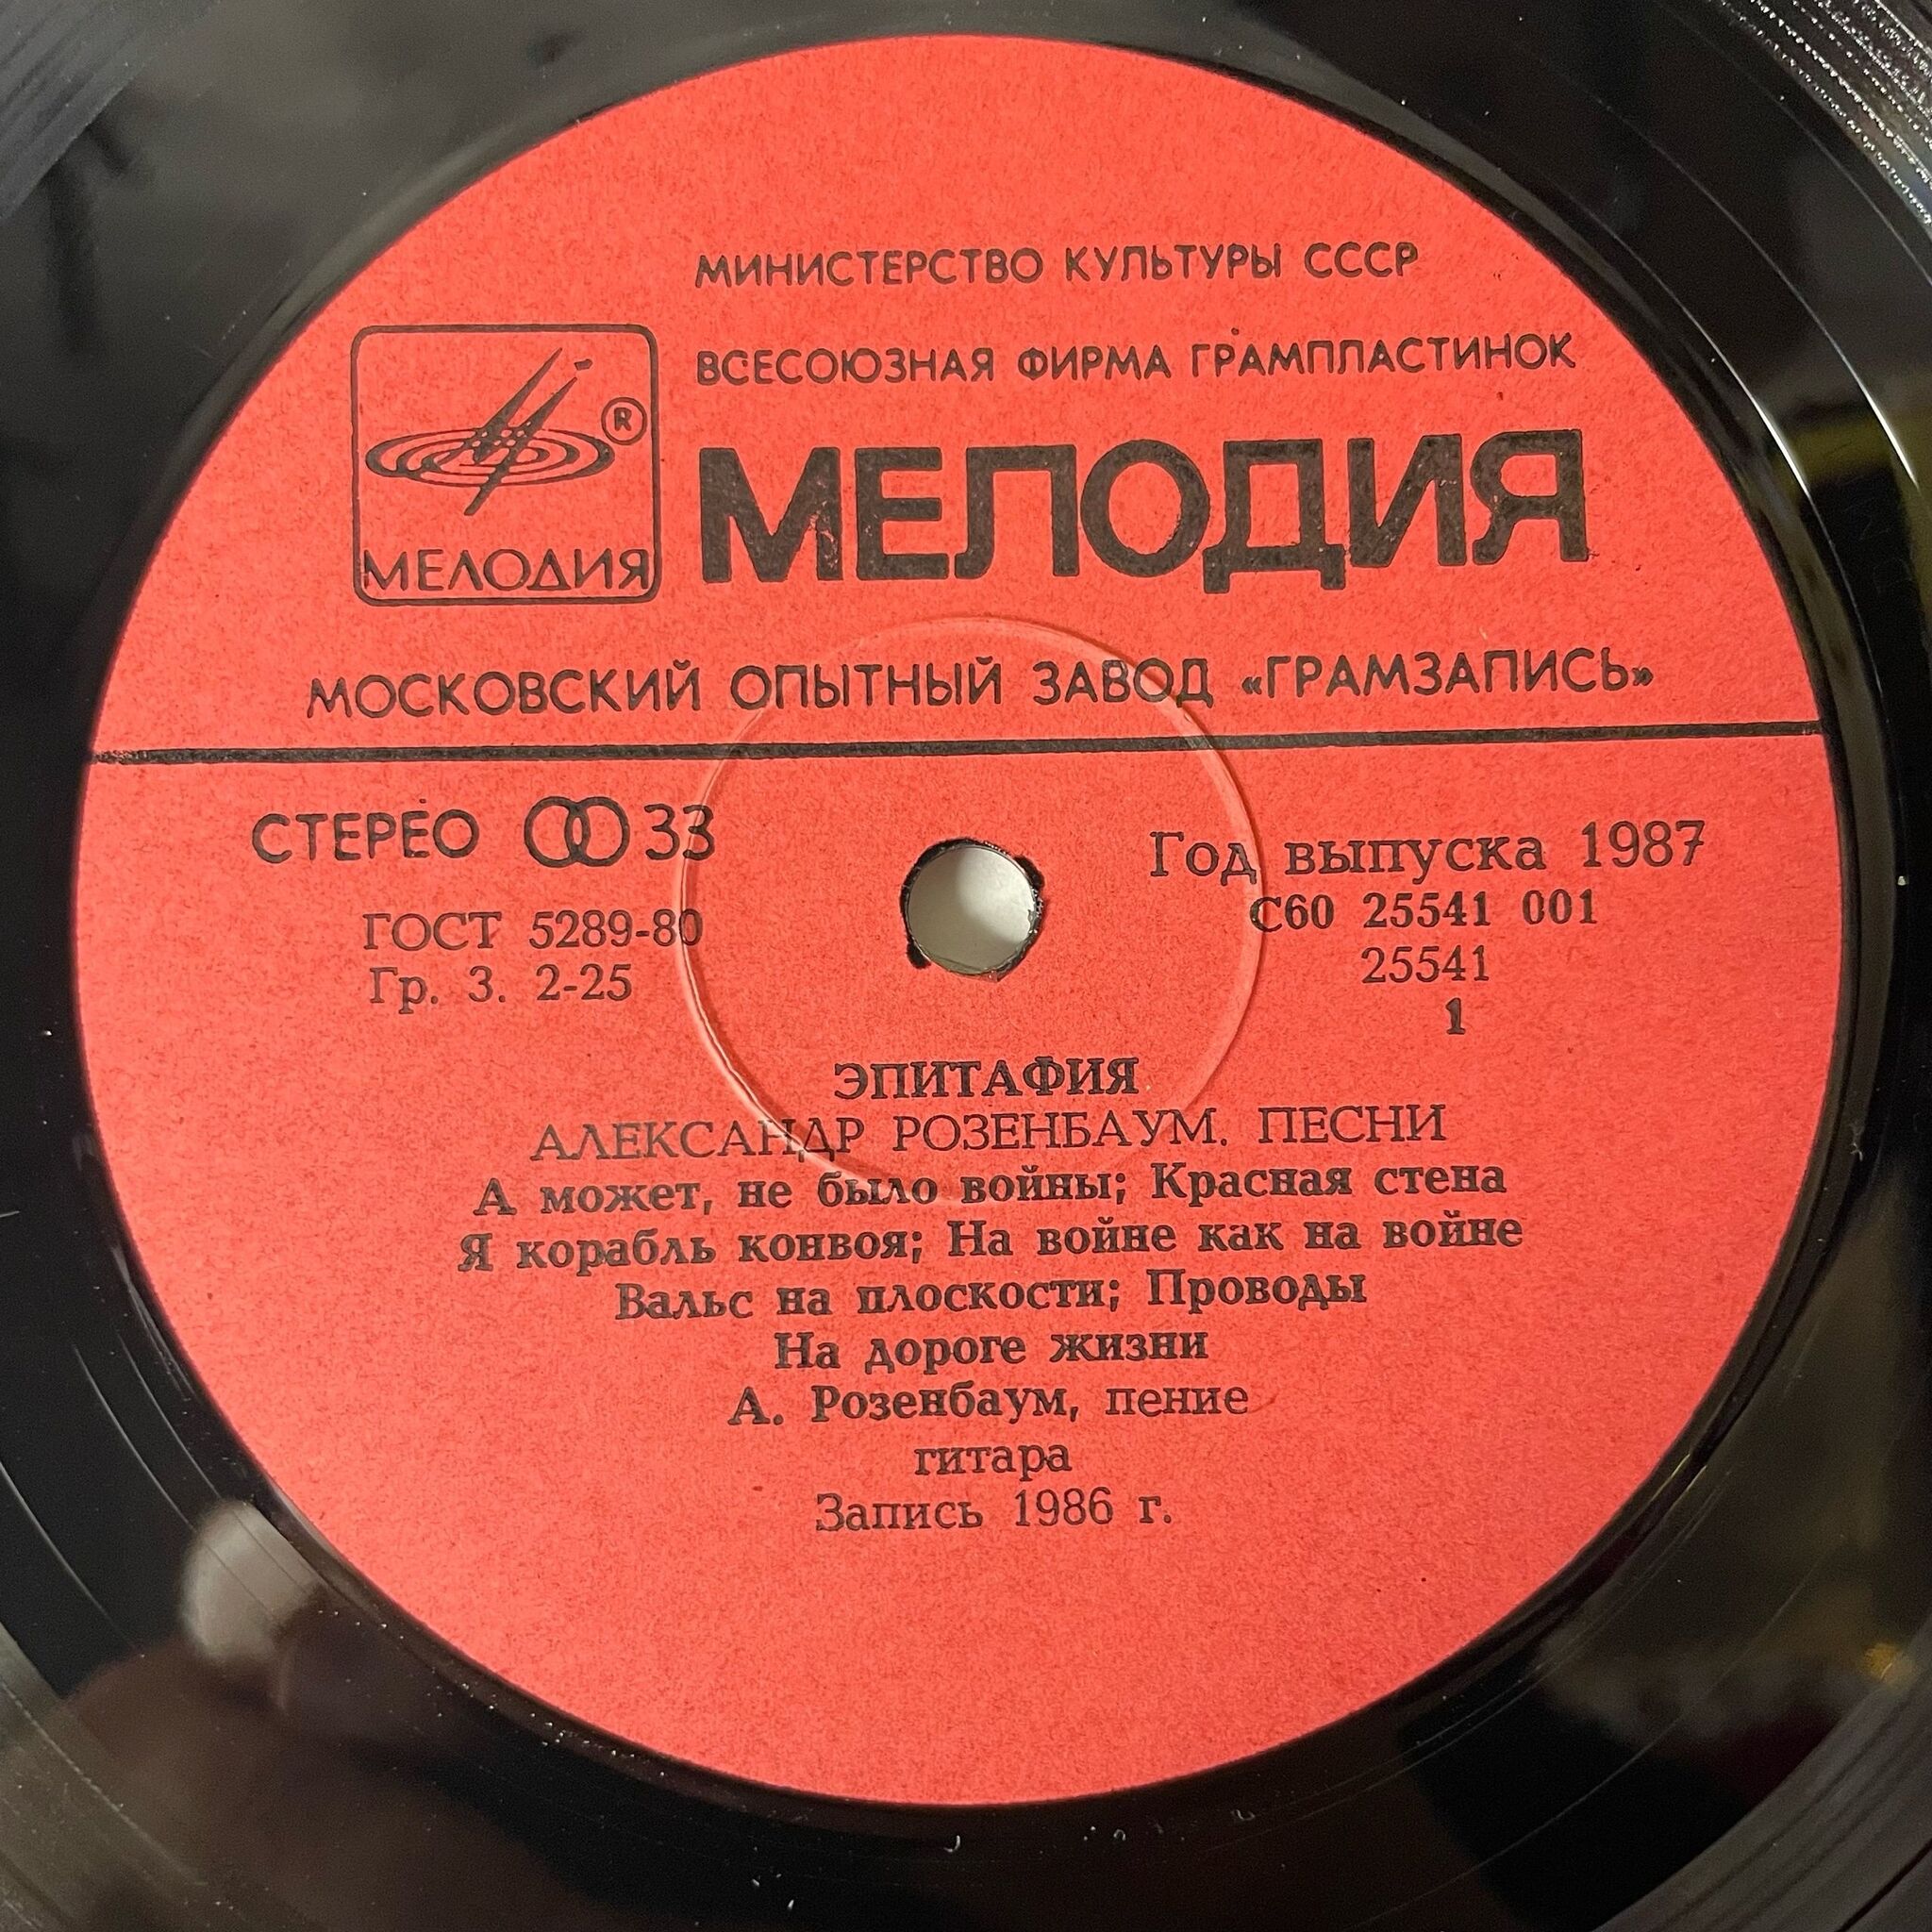 МИНИСТЕРСТВО КУЛЬТУРЫ СССР
ВСЕСОЮЗНАЯ ФИРМА ГРАМПЛАСТИНОК
®
МЕЛОДИЯ
МЕЛОДИЯ
МОСКОВСКИЙ ОПЫТНЫЙ ЗАВОД «ГРАМЗАПИСЬ»
СТЕРЕО 33
Год выпуска 1987
ГОСТ 5289-80
С60 25541 001
Гр. 3. 2-25
25541
1
ЭПИТАФИЯ
АЛЕКСАНДР РОЗЕНБАУМ. ПЕСНИ
А может, не было войны; Красная стена
Я корабль конвоя; На войне как на войне
Вальс на плоскости; Проводы
На дороге жизни
А. Розенбаум, пение
гитара
Запись 1986 г.